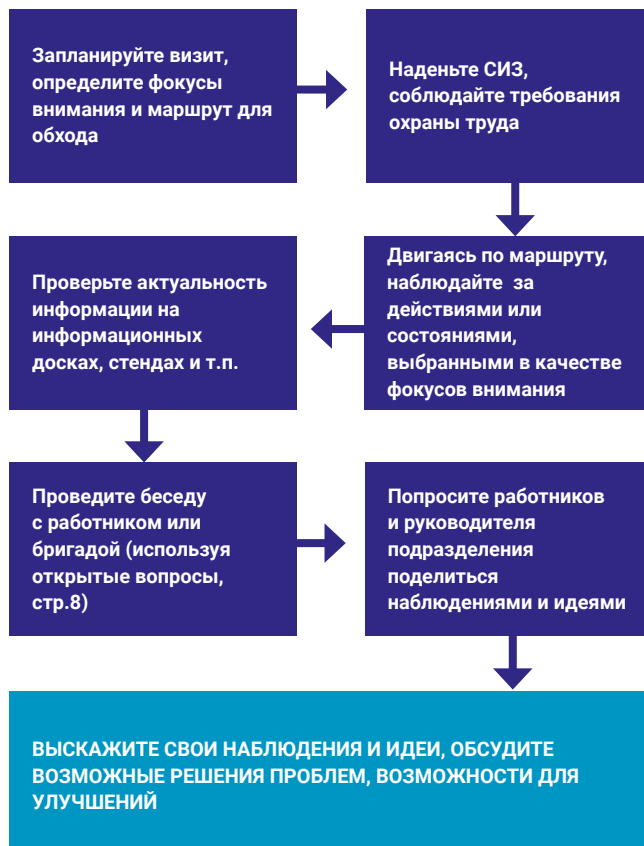 Запланируйте визит,
определите фокусы
внимания и маршрут для
обхода
Наденьте СИЗ,
соблюдайте требования
охраны труда
Двигаясь по маршруту,
наблюдайте за
действиями или
состояниями,
выбранными в качестве
фокусов внимания
Проверьте актуальность
информации на
информационных
досках, стендах и т.п.
Проведите беседу
с работником или
бригадой (используя
открытые вопросы,
стр.8)
Попросите работников
и руководителя
подразделения
поделиться
наблюдениями и идеями
ВЫСКАЖИТЕ СВОИ НАБЛЮДЕНИЯ И ИДЕИ, ОБСУДИТЕ
ВОЗМОЖНЫЕ РЕШЕНИЯ ПРОБЛЕМ, ВОЗМОЖНОСТИ ДЛЯ
УЛУЧШЕНИЙ